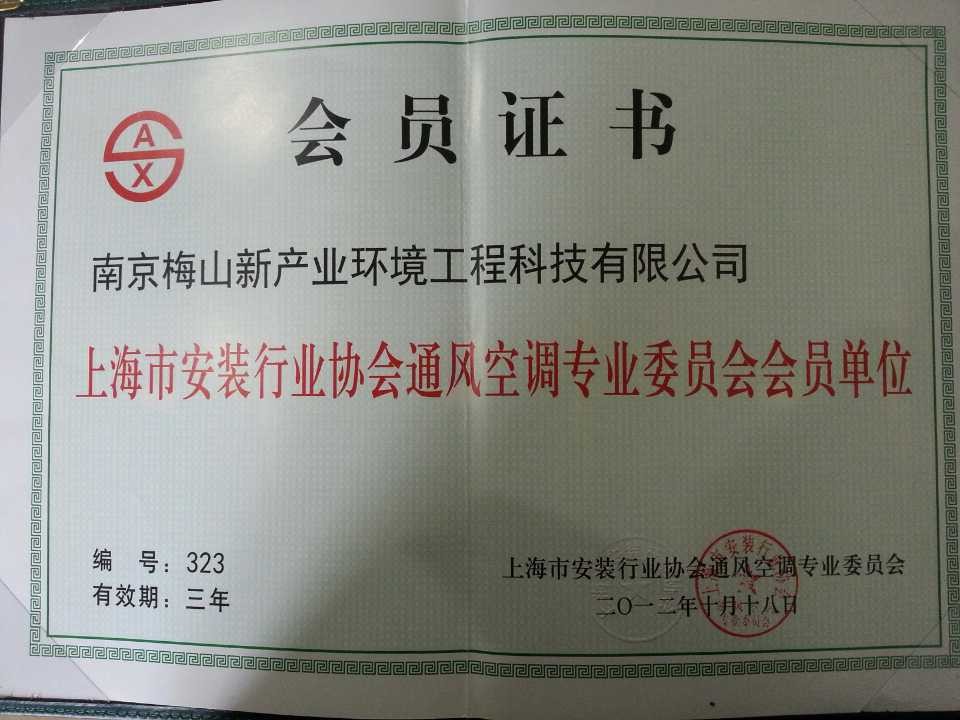 会员证书
AX
南京梅山新产业环境工程科技有限公司
上海市安装行业协会通风空调专业委员会会员单位
编 号：323
有效期：三年
上海市安装行业协会通风空调专业委员会
二〇一二年十月十八日